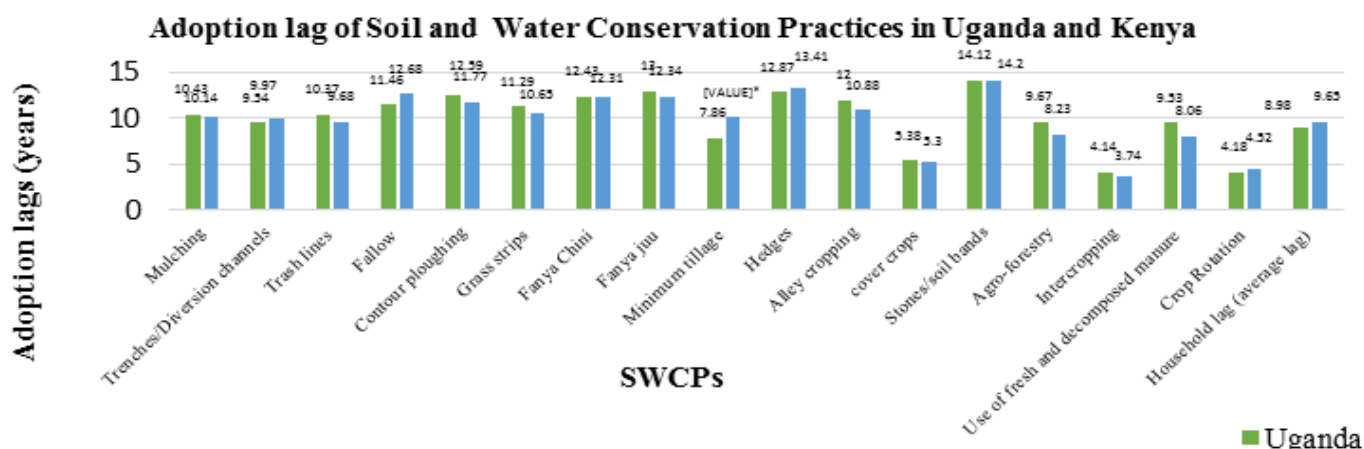 Adoption lag of Soil and Water Conservation Practices in Uganda and Kenya
Adoption lags (years)
15
10
5
0
10.43
10.14
9.54
9.97
10.37
9.68
11.46
12.68
12.59
11.77
11.29
10.65
12.43
12.31
13
12.34
7.86
[VALUE]*
12.87
13.41
12
10.88
5.38
5.3
14.12
14.2
9.67
8.23
4.14
3.74
9.53
8.06
4.18
4.52
8.98
9.65
Mulching
Trenches/Diversion channels
Trash lines
Fallow
Contour ploughing
Grass strips
Fanya Chini
Fanya juu
Minimum tillage
Hedges
Alley cropping
cover crops
Stones/soil bands
Agro-forestry
Intercropping
Use of fresh and decomposed manure
Crop Rotation
Household lag (average lag)
SWCPs
Uganda